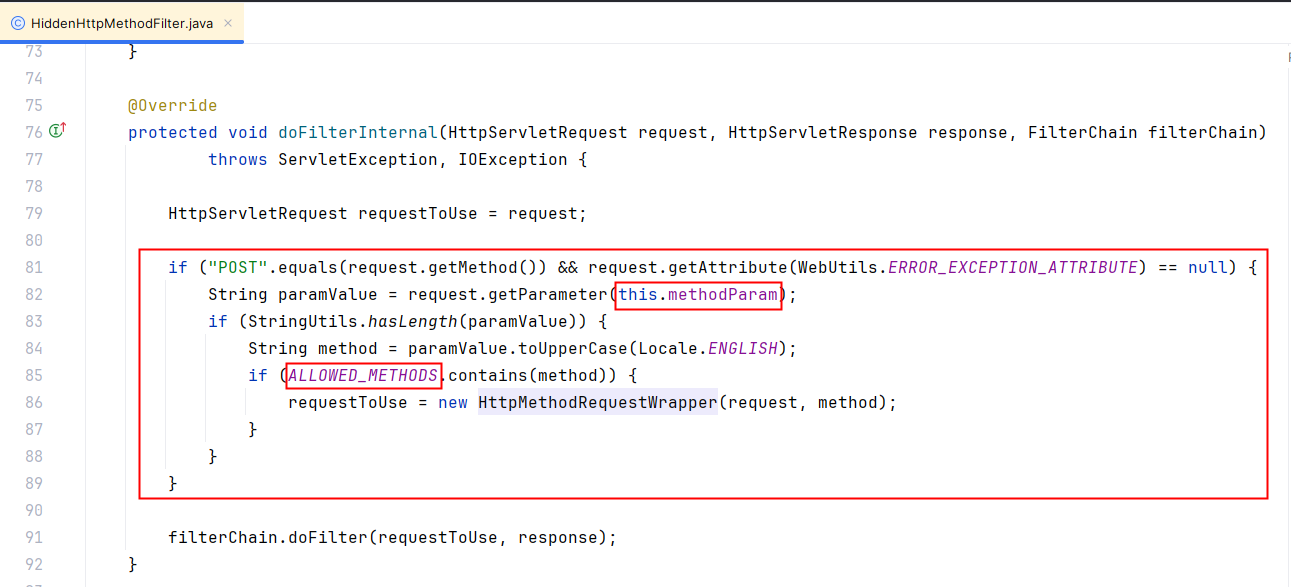 HiddenHttpMethodFilter.java ×
73 }
74
75 @Override
76 protected void doFilterInternal(HttpServletRequest request, HttpServletResponse response, FilterChain filterChain)
77 throws ServletException, IOException {
78
79 HttpServletRequest requestToUse = request;
80
81 if ("POST".equals(request.getMethod()) && request.getAttribute(WebUtils.ERROR_EXCEPTION_ATTRIBUTE) == null) {
82 String paramValue = request.getParameter(this.methodParam);
83 if (StringUtils.hasLength(paramValue)) {
84 String method = paramValue.toUpperCase(Locale.ENGLISH);
85 if (ALLOWED_METHODS.contains(method)) {
86 requestToUse = new HttpMethodRequestWrapper(request, method);
87 }
88 }
89 }
90
91 filterChain.doFilter(requestToUse, response);
92 }